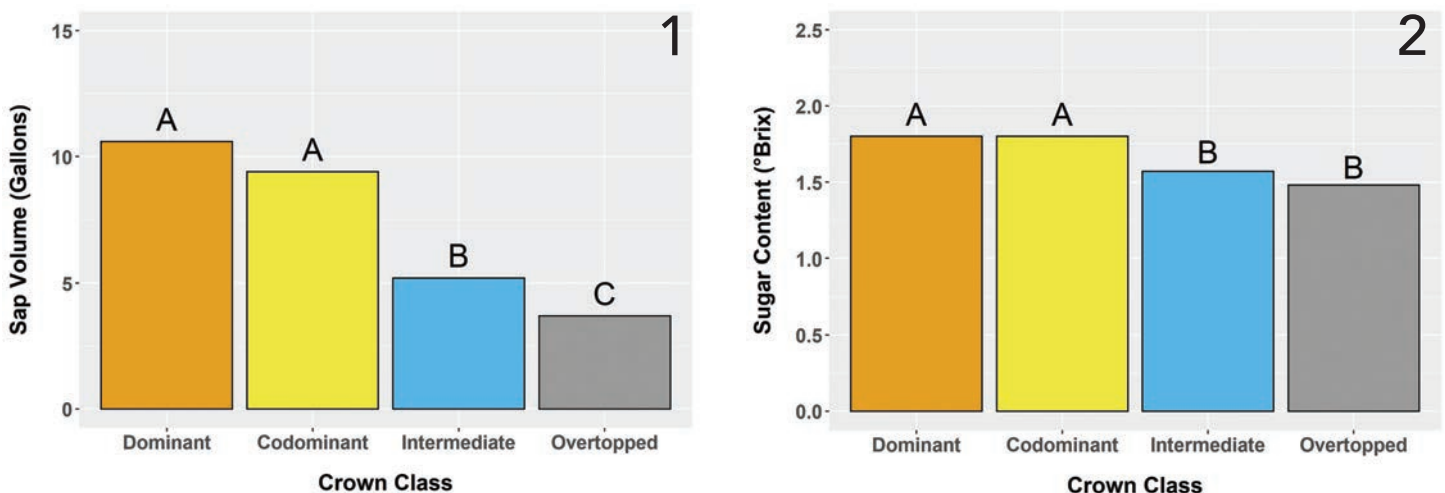 1
15
10
5
0
Sap Volume (Gallons)
A
A
B
C
Dominant Codominant Intermediate Overtopped
Crown Class
2
2.5
2.0
1.5
1.0
0.5
0.0
Sugar Content (°Brix)
A
A
B
B
Dominant Codominant Intermediate Overtopped
Crown Class